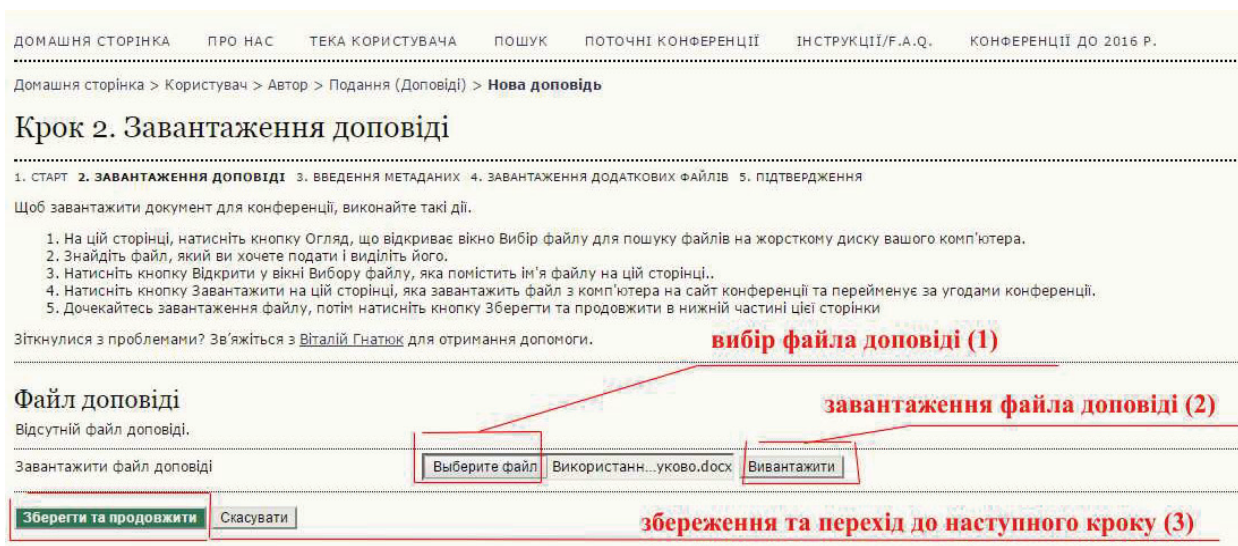 ДОМАШНЯ СТОРІНКА ПРО НАС ТЕКА КОРИСТУВАЧА ПОШУК ПОТОЧНІ КОНФЕРЕНЦІЇ ІНСТРУКЦІЇ/F.A.Q. КОНФЕРЕНЦІЇ ДО 2016 Р.
Домашня сторінка > Користувач > Автор > Подання (Доповіді) > Нова доповідь
Крок 2. Завантаження доповіді
1. СТАРТ 2. ЗАВАНТАЖЕННЯ ДОПОВІДІ 3. ВВЕДЕННЯ МЕТАДАНИХ 4. ЗАВАНТАЖЕННЯ ДОДАТКОВИХ ФАЙЛІВ 5. ПІДТВЕРДЖЕННЯ
Щоб завантажити документ для конференції, виконайте такі дії.
1. На цій сторінці, натисніть кнопку Огляд, що відкриває вікно Вибір файлу для пошуку файлів на жорсткому диску вашого комп'ютера.
2. Знайдіть файл, який ви хочете подати і виділіть його.
3. Натисніть кнопку Відкрити у вікні Вибору файлу, яка помістить ім'я файлу на цій сторінці..
4. Натисніть кнопку Завантажити на цій сторінці, яка завантажить файл з комп'ютера на сайт конференції та перейменує за угодами конференції.
5. Дочекайтесь завантаження файлу, потім натисніть кнопку Зберегти та продовжити в нижній частині цієї сторінки
Зіткнулися з проблемами? Зв'яжіться з Віталій Гнатюк для отримання допомоги.
вибір файла доповіді (1)
Файл доповіді
завантаження файла доповіді (2)
Відсутній файл доповіді.
Завантажити файл доповіді Выберите файл Використанн...уково.docx Вивантажити
Зберегти та продовжити Скасувати
збереження та перехід до наступного кроку (3)